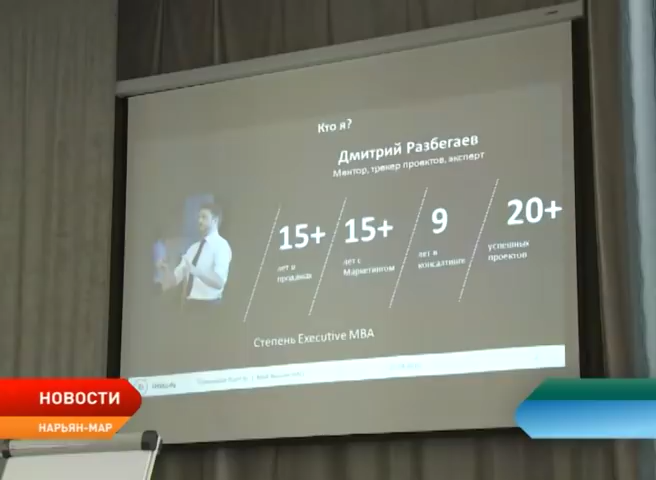 Кто я?
Дмитрий Разбегаев
Ментор, трекер проектов, эксперт
15+
лет в
продажах
15+
лет с
Маркетингом
9
лет в
консалтинге
20+
успешных
проектов
Степень Executive MBA
НОВОСТИ
НАРЬЯН-МАР